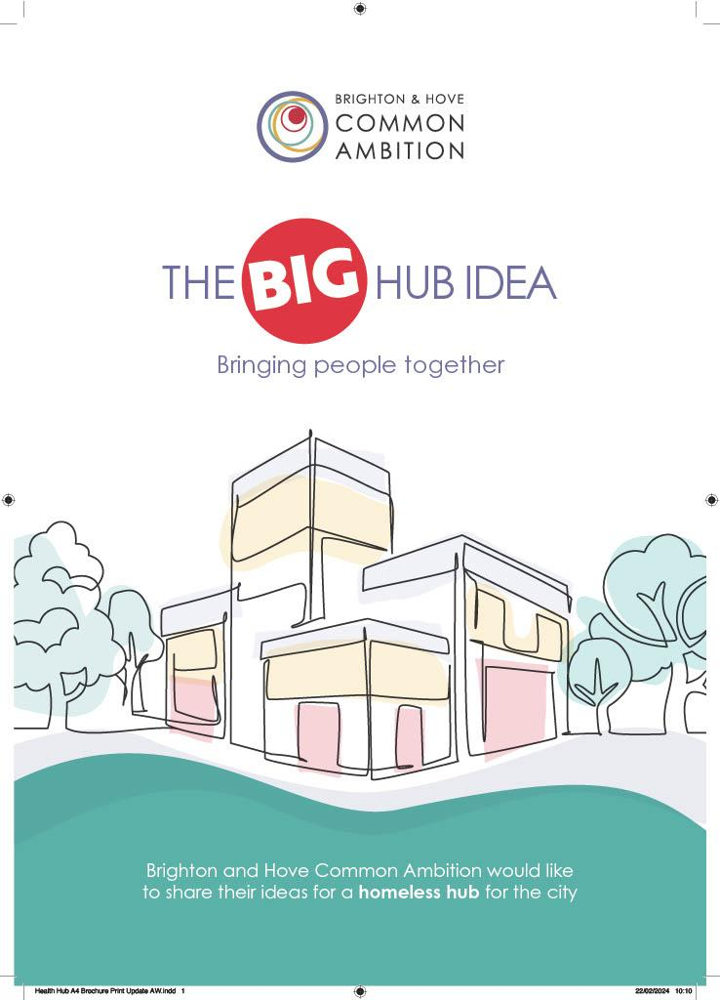 BRIGHTON & HOVE
COMMON
AMBITION
THE BIG HUB IDEA
Bringing people together
Brighton and Hove Common Ambition would like
to share their ideas for a homeless hub for the city
Health Hub A4 Brochure Print Update AW.indd 1
22/02/2024 10:10